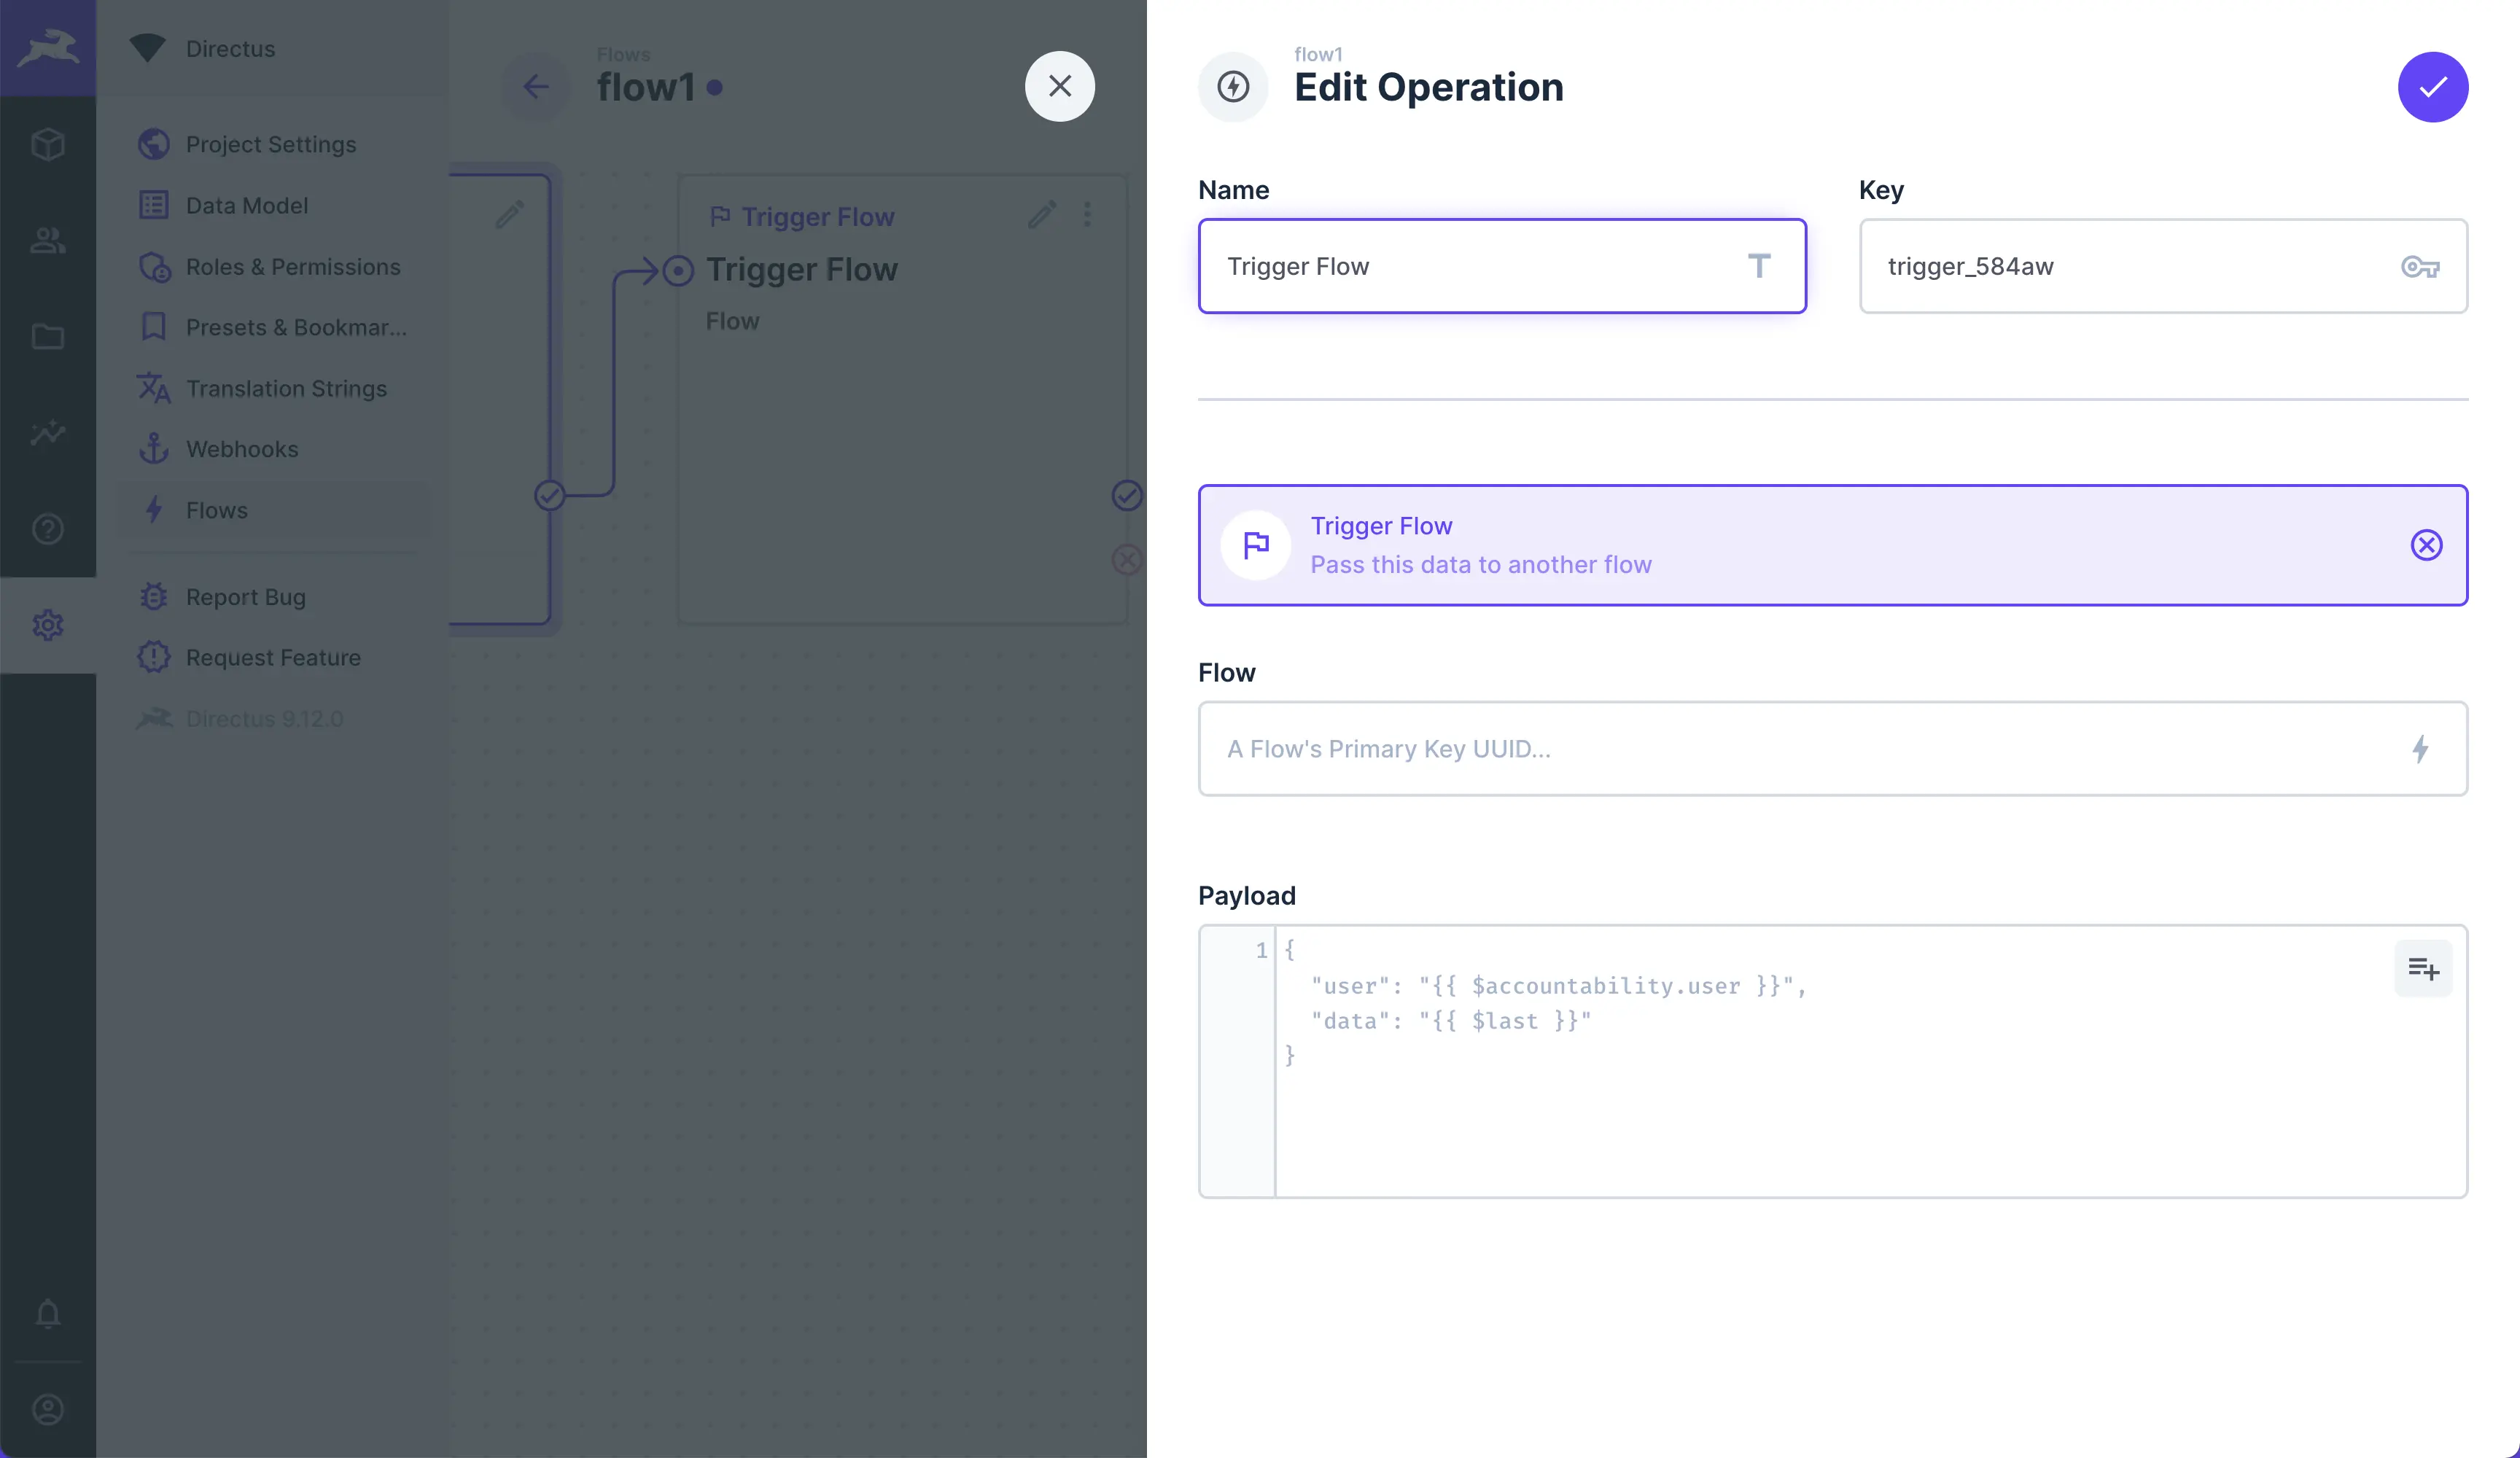 Directus
Project Settings
Data Model
Roles & Permissions
Presets & Bookmar...
Translation Strings
Webhooks
Flows
Report Bug
Request Feature
Directus 9.12.0
Flows
flow1
Trigger Flow
Trigger Flow
Flow
flow1
Edit Operation
Name
Trigger Flow
Key
trigger_584aw
Trigger Flow
Pass this data to another flow
Flow
A Flow's Primary Key UUID...
Payload
1 {
"user": "{{ $accountability.user }}",
"data": "{{ $last }}"
}